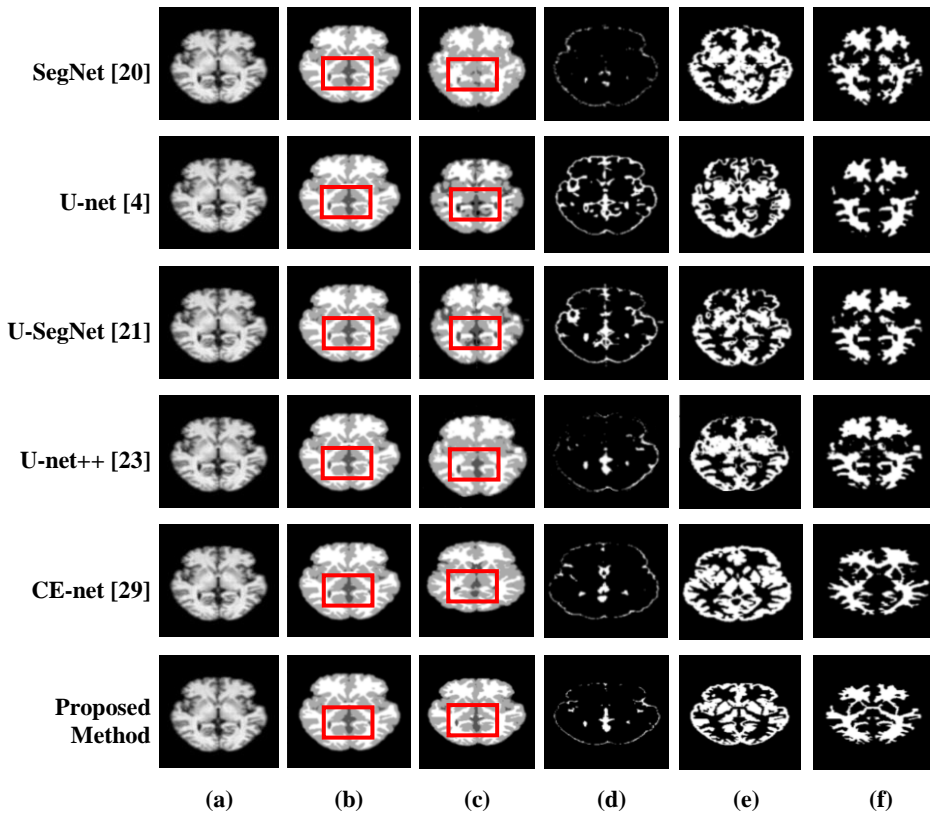 SegNet [20]
U-net [4]
U-SegNet [21]
U-net++ [23]
CE-net [29]
Proposed
Method
(a) (b) (c) (d) (e) (f)